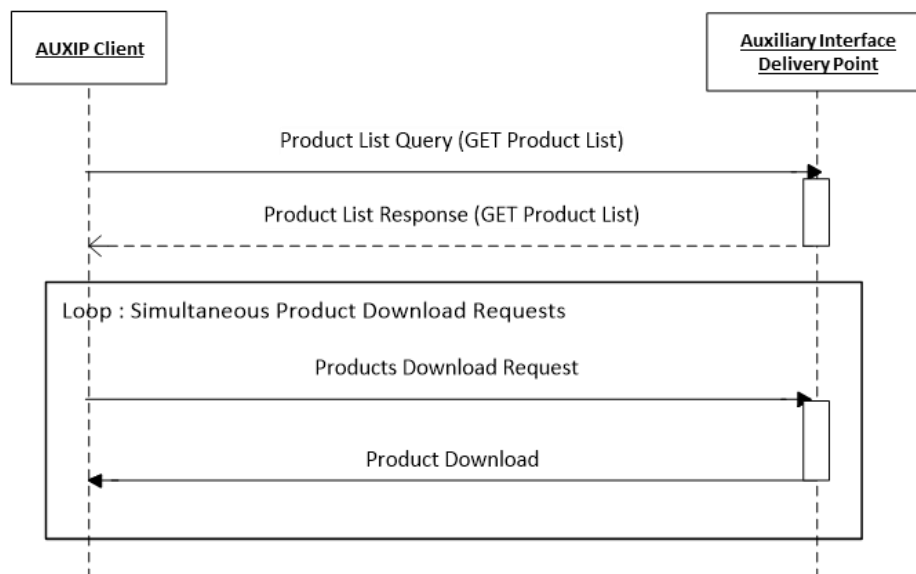 AUXIP Client
Auxiliary Interface
Delivery Point
Product List Query (GET Product List)
Product List Response (GET Product List)
Loop : Simultaneous Product Download Requests
Products Download Request
Product Download